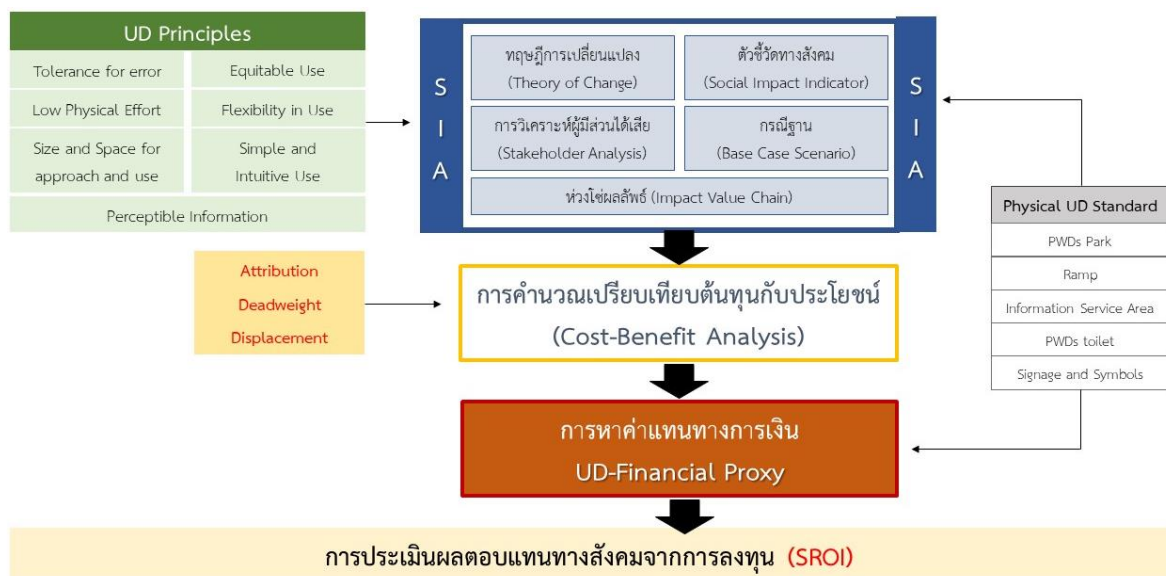 UD Principles
Tolerance for error
Equitable Use
Low Physical Effort
Flexibility in Use
Size and Space for
approach and use
Simple and
Intuitive Use
Perceptible Information
S
I
A
ทฤษฎีการเปลี่ยนแปลง
(Theory of Change)
ตัวชี้วัดทางสังคม
(Social Impact Indicator)
การวิเคราะห์ผู้มีส่วนได้เสีย
(Stakeholder Analysis)
กรณีฐาน
(Base Case Scenario)
ห่วงโซ่ผลลัพธ์ (Impact Value Chain)
S
I
A
Physical UD Standard
PWDs Park
Ramp
Information Service Area
PWDs toilet
Signage and Symbols
Attribution
Deadweight
Displacement
การคำนวณเปรียบเทียบต้นทุนกับประโยชน์
(Cost-Benefit Analysis)
การหาค่าแทนทางการเงิน
UD-Financial Proxy
การประเมินผลตอบแทนทางสังคมจากการลงทุน (SROI)